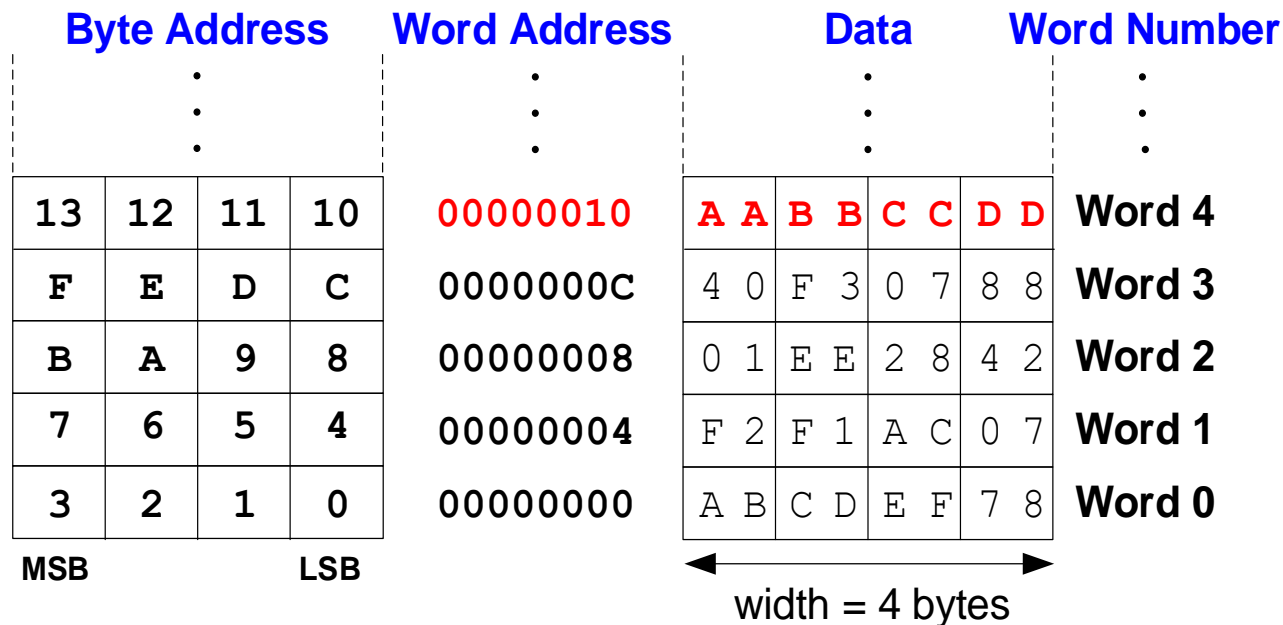 Byte Address Word Address Data Word Number
13 12 11 10 00000010 A A B B C C D D Word 4
F E D C 0000000C 4 0 F 3 0 7 8 8 Word 3
B A 9 8 00000008 0 1 E E 2 8 4 2 Word 2
7 6 5 4 00000004 F 2 F 1 A C 0 7 Word 1
3 2 1 0 00000000 A B C D E F 7 8 Word 0
MSB LSB
width = 4 bytes